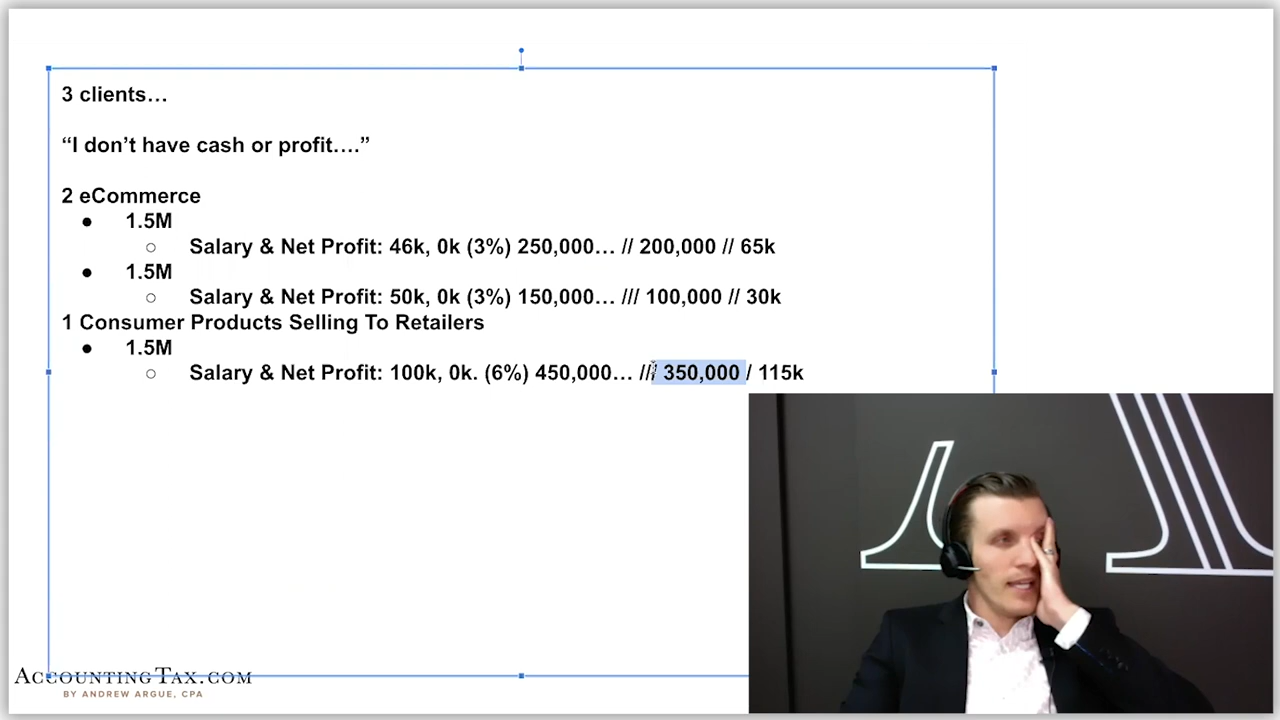 3 clients…
“I don’t have cash or profit….”
2 eCommerce
● 1.5M
○ Salary & Net Profit: 46k, 0k (3%) 250,000… // 200,000 // 65k
● 1.5M
○ Salary & Net Profit: 50k, 0k (3%) 150,000… /// 100,000 // 30k
1 Consumer Products Selling To Retailers
● 1.5M
○ Salary & Net Profit: 100k, 0k. (6%) 450,000… /// 350,000 / 115k
ACCOUNTINGTAX.COM
BY ANDREW ARGUE, CPA